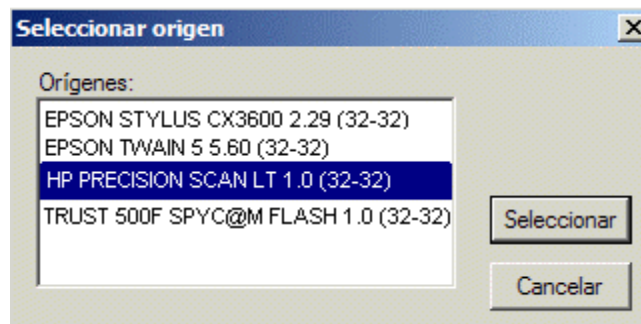 Seleccionar origen
Orígenes:
EPSON STYLUS CX3600 2.29 (32-32)
EPSON TWAIN 5 5.60 (32-32)
HP PRECISION SCAN LT 1.0 (32-32)
TRUST 500F SPYC@M FLASH 1.0 (32-32)
Seleccionar
Cancelar